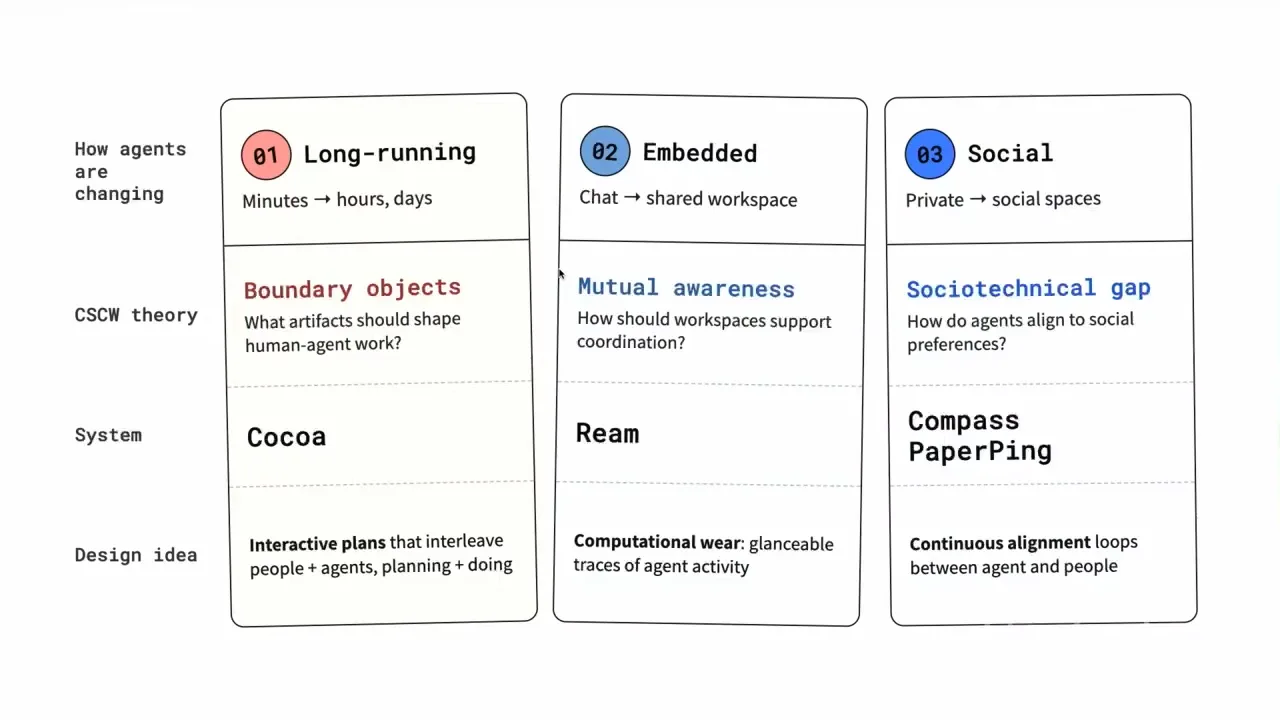 How agents
are
changing
01 Long-running
Minutes → hours, days
02 Embedded
Chat → shared workspace
03 Social
Private → social spaces
CSCW theory
Boundary objects
What artifacts should shape
human-agent work?
Mutual awareness
How should workspaces support
coordination?
Sociotechnical gap
How do agents align to social
preferences?
System
Cocoa
Ream
Compass
PaperPing
Design idea
Interactive plans that interleave
people + agents, planning + doing
Computational wear: glanceable
traces of agent activity
Continuous alignment loops
between agent and people